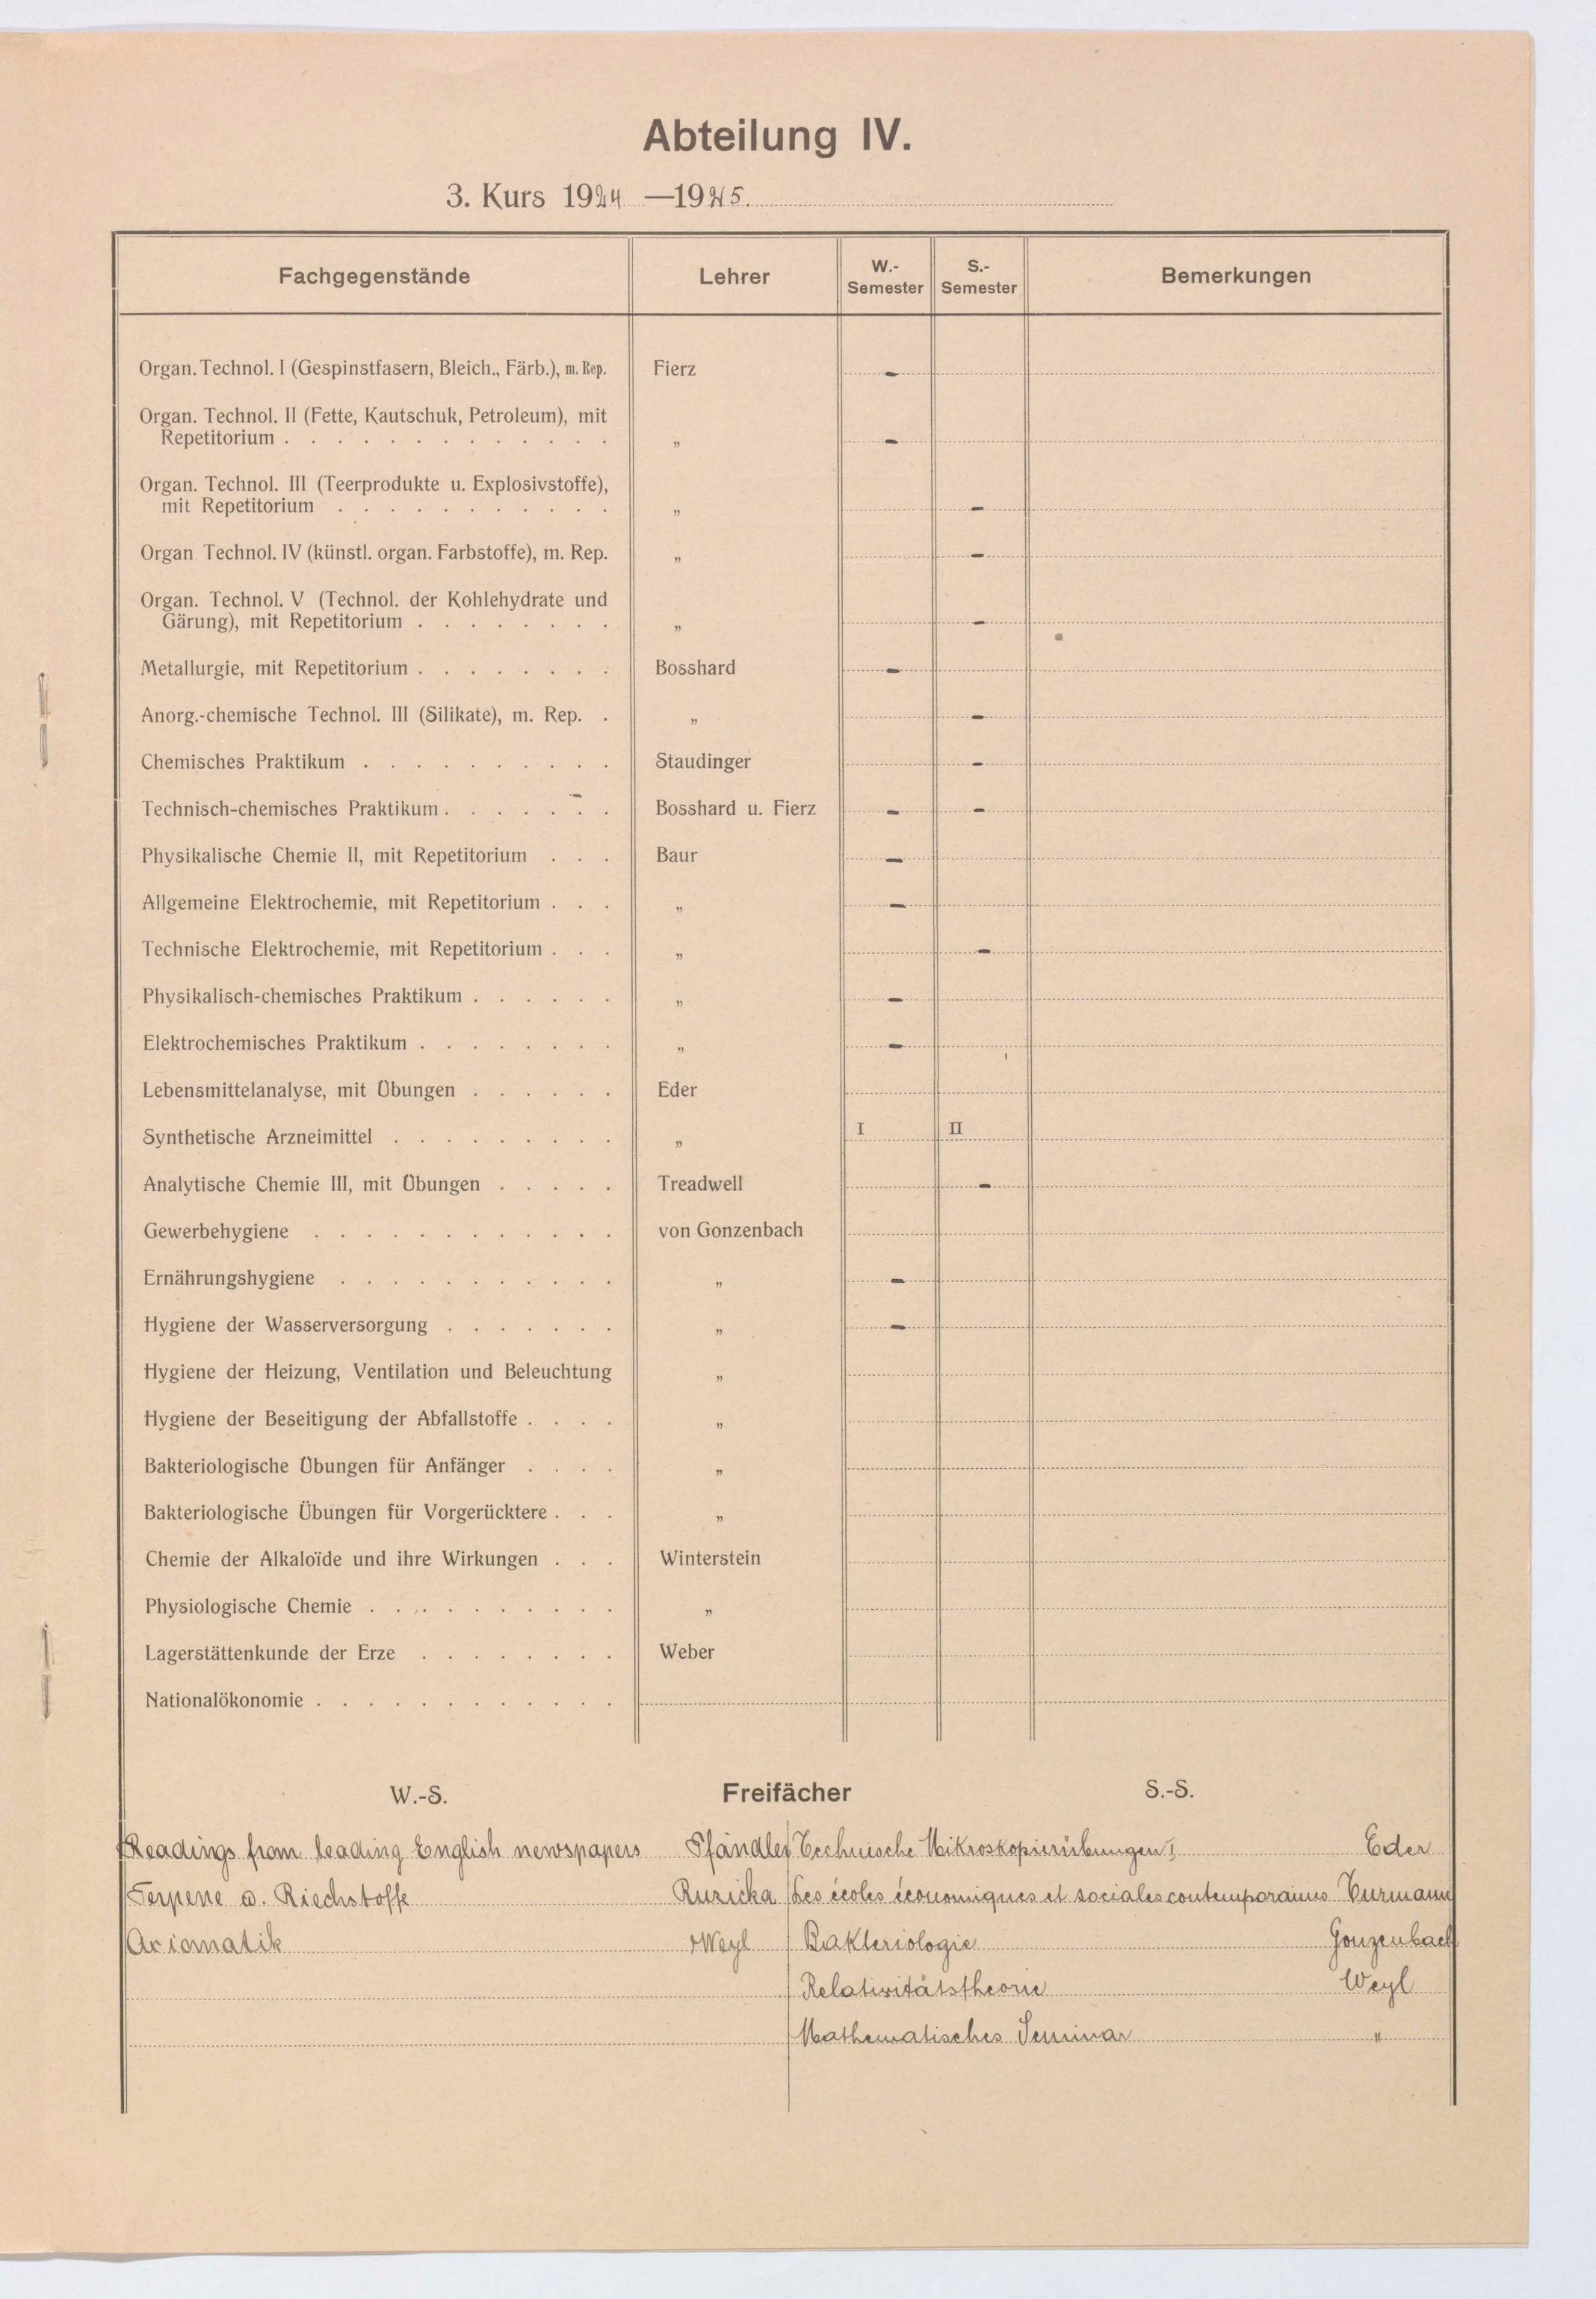 Abteilung IV.
3. Kurs 1924 —1925.
Fachgegenstände Lehrer W.-Semester S.-Semester Bemerkungen
Organ. Technol. I (Gespinstfasern, Bleich., Färb.), m. Rep. Fierz -
Organ. Technol. II (Fette, Kautschuk, Petroleum), mit
Repetitorium . . . . . . . . . . . . . „ -
Organ. Technol. III (Teerprodukte u. Explosivstoffe),
mit Repetitorium . . . . . . . . . . . „ -
Organ Technol. IV (künstl. organ. Farbstoffe), m. Rep. „ -
Organ. Technol. V (Technol. der Kohlehydrate und
Gärung), mit Repetitorium . . . . . . . . „ -
Metallurgie, mit Repetitorium . . . . . . . . Bosshard -
Anorg.-chemische Technol. III (Silikate), m. Rep. . „ -
Chemisches Praktikum . . . . . . . . . . Staudinger -
Technisch-chemisches Praktikum . . . . . . . Bosshard u. Fierz - -
Physikalische Chemie II, mit Repetitorium . . . Baur -
Allgemeine Elektrochemie, mit Repetitorium . . . „ -
Technische Elektrochemie, mit Repetitorium . . . „ -
Physikalisch-chemisches Praktikum . . . . . . „ -
Elektrochemisches Praktikum . . . . . . . . „ -
Lebensmittelanalyse, mit Übungen . . . . . . Eder
Synthetische Arzneimittel . . . . . . . . . „ I II
Analytische Chemie III, mit Übungen . . . . . Treadwell -
Gewerbehygiene . . . . . . . . . . . . von Gonzenbach
Ernährungshygiene . . . . . . . . . . . „ -
Hygiene der Wasserversorgung . . . . . . . „ -
Hygiene der Heizung, Ventilation und Beleuchtung „
Hygiene der Beseitigung der Abfallstoffe . . . . „
Bakteriologische Übungen für Anfänger . . . . „
Bakteriologische Übungen für Vorgerücktere . . . „
Chemie der Alkaloïde und ihre Wirkungen . . . Winterstein
Physiologische Chemie . . . . . . . . . . „
Lagerstättenkunde der Erze . . . . . . . . Weber
Nationalökonomie . . . . . . . . . . . .
W.-S. Freifächer S.-S.
Readings from leading English newspapers Pfändler Technische Mikroskopierübungen I Eder
Terpene u. Riechstoffe Ruzicka Les écoles économiques et sociales contemporaines Turmann
Axiomatik Weyl Bakteriologie Gonzenbach
Relativitätstheorie Weyl
Mathematisches Seminar "